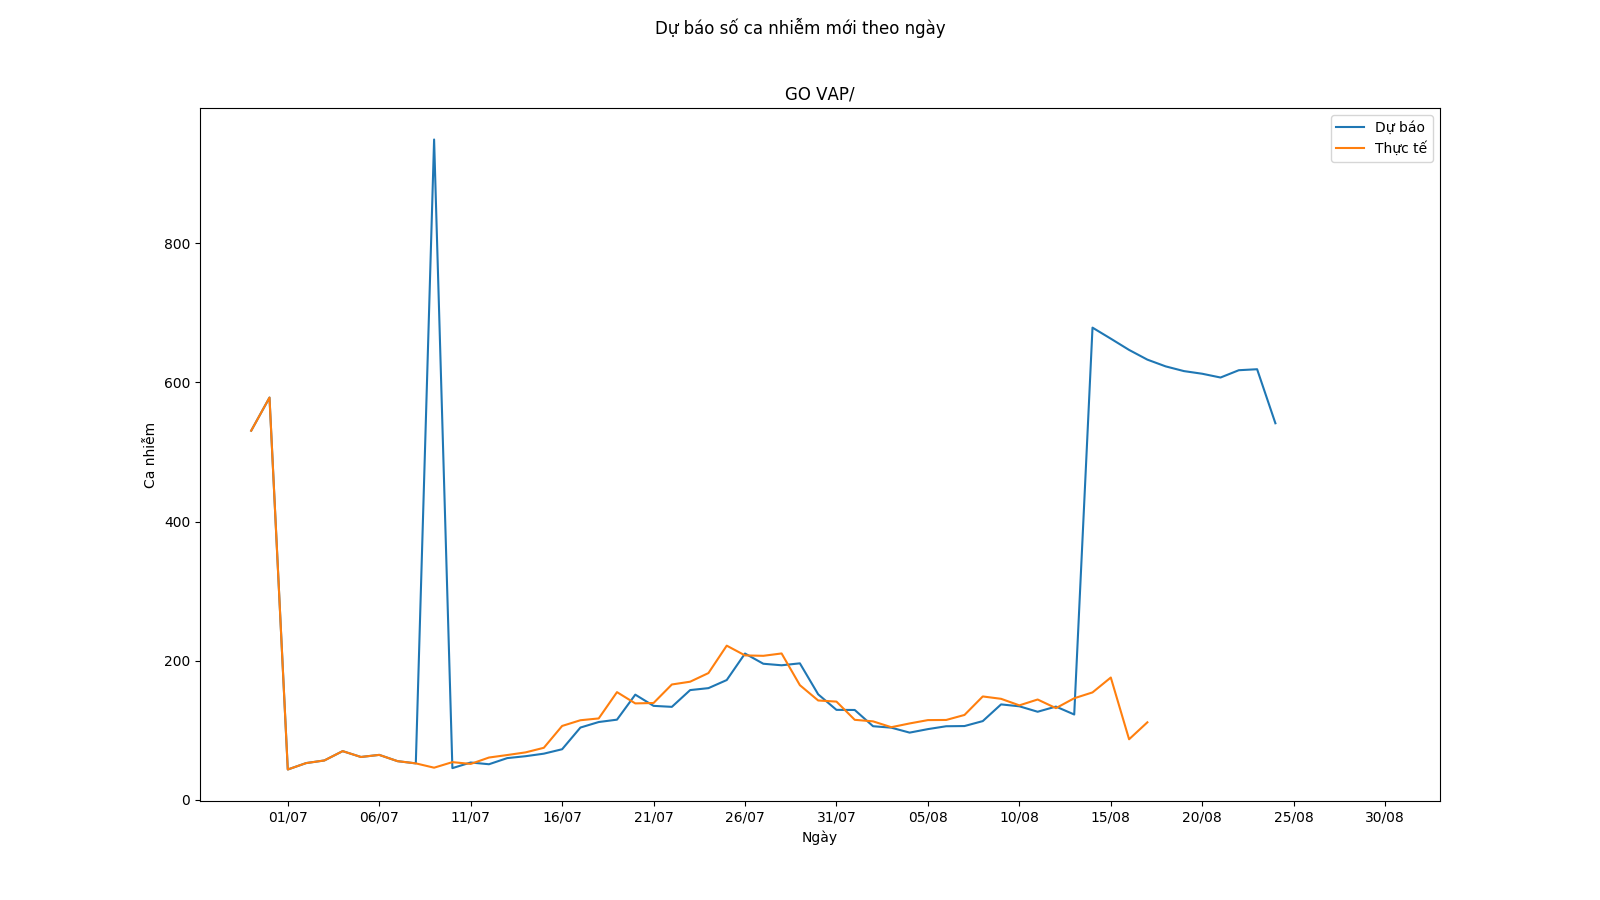 Dự báo số ca nhiễm mới theo ngày
GO VAP/
Dự báo
Thực tế
800
600
400
200
0
Ca nhiễm
01/07 06/07 11/07 16/07 21/07 26/07 31/07 05/08 10/08 15/08 20/08 25/08 30/08
Ngày